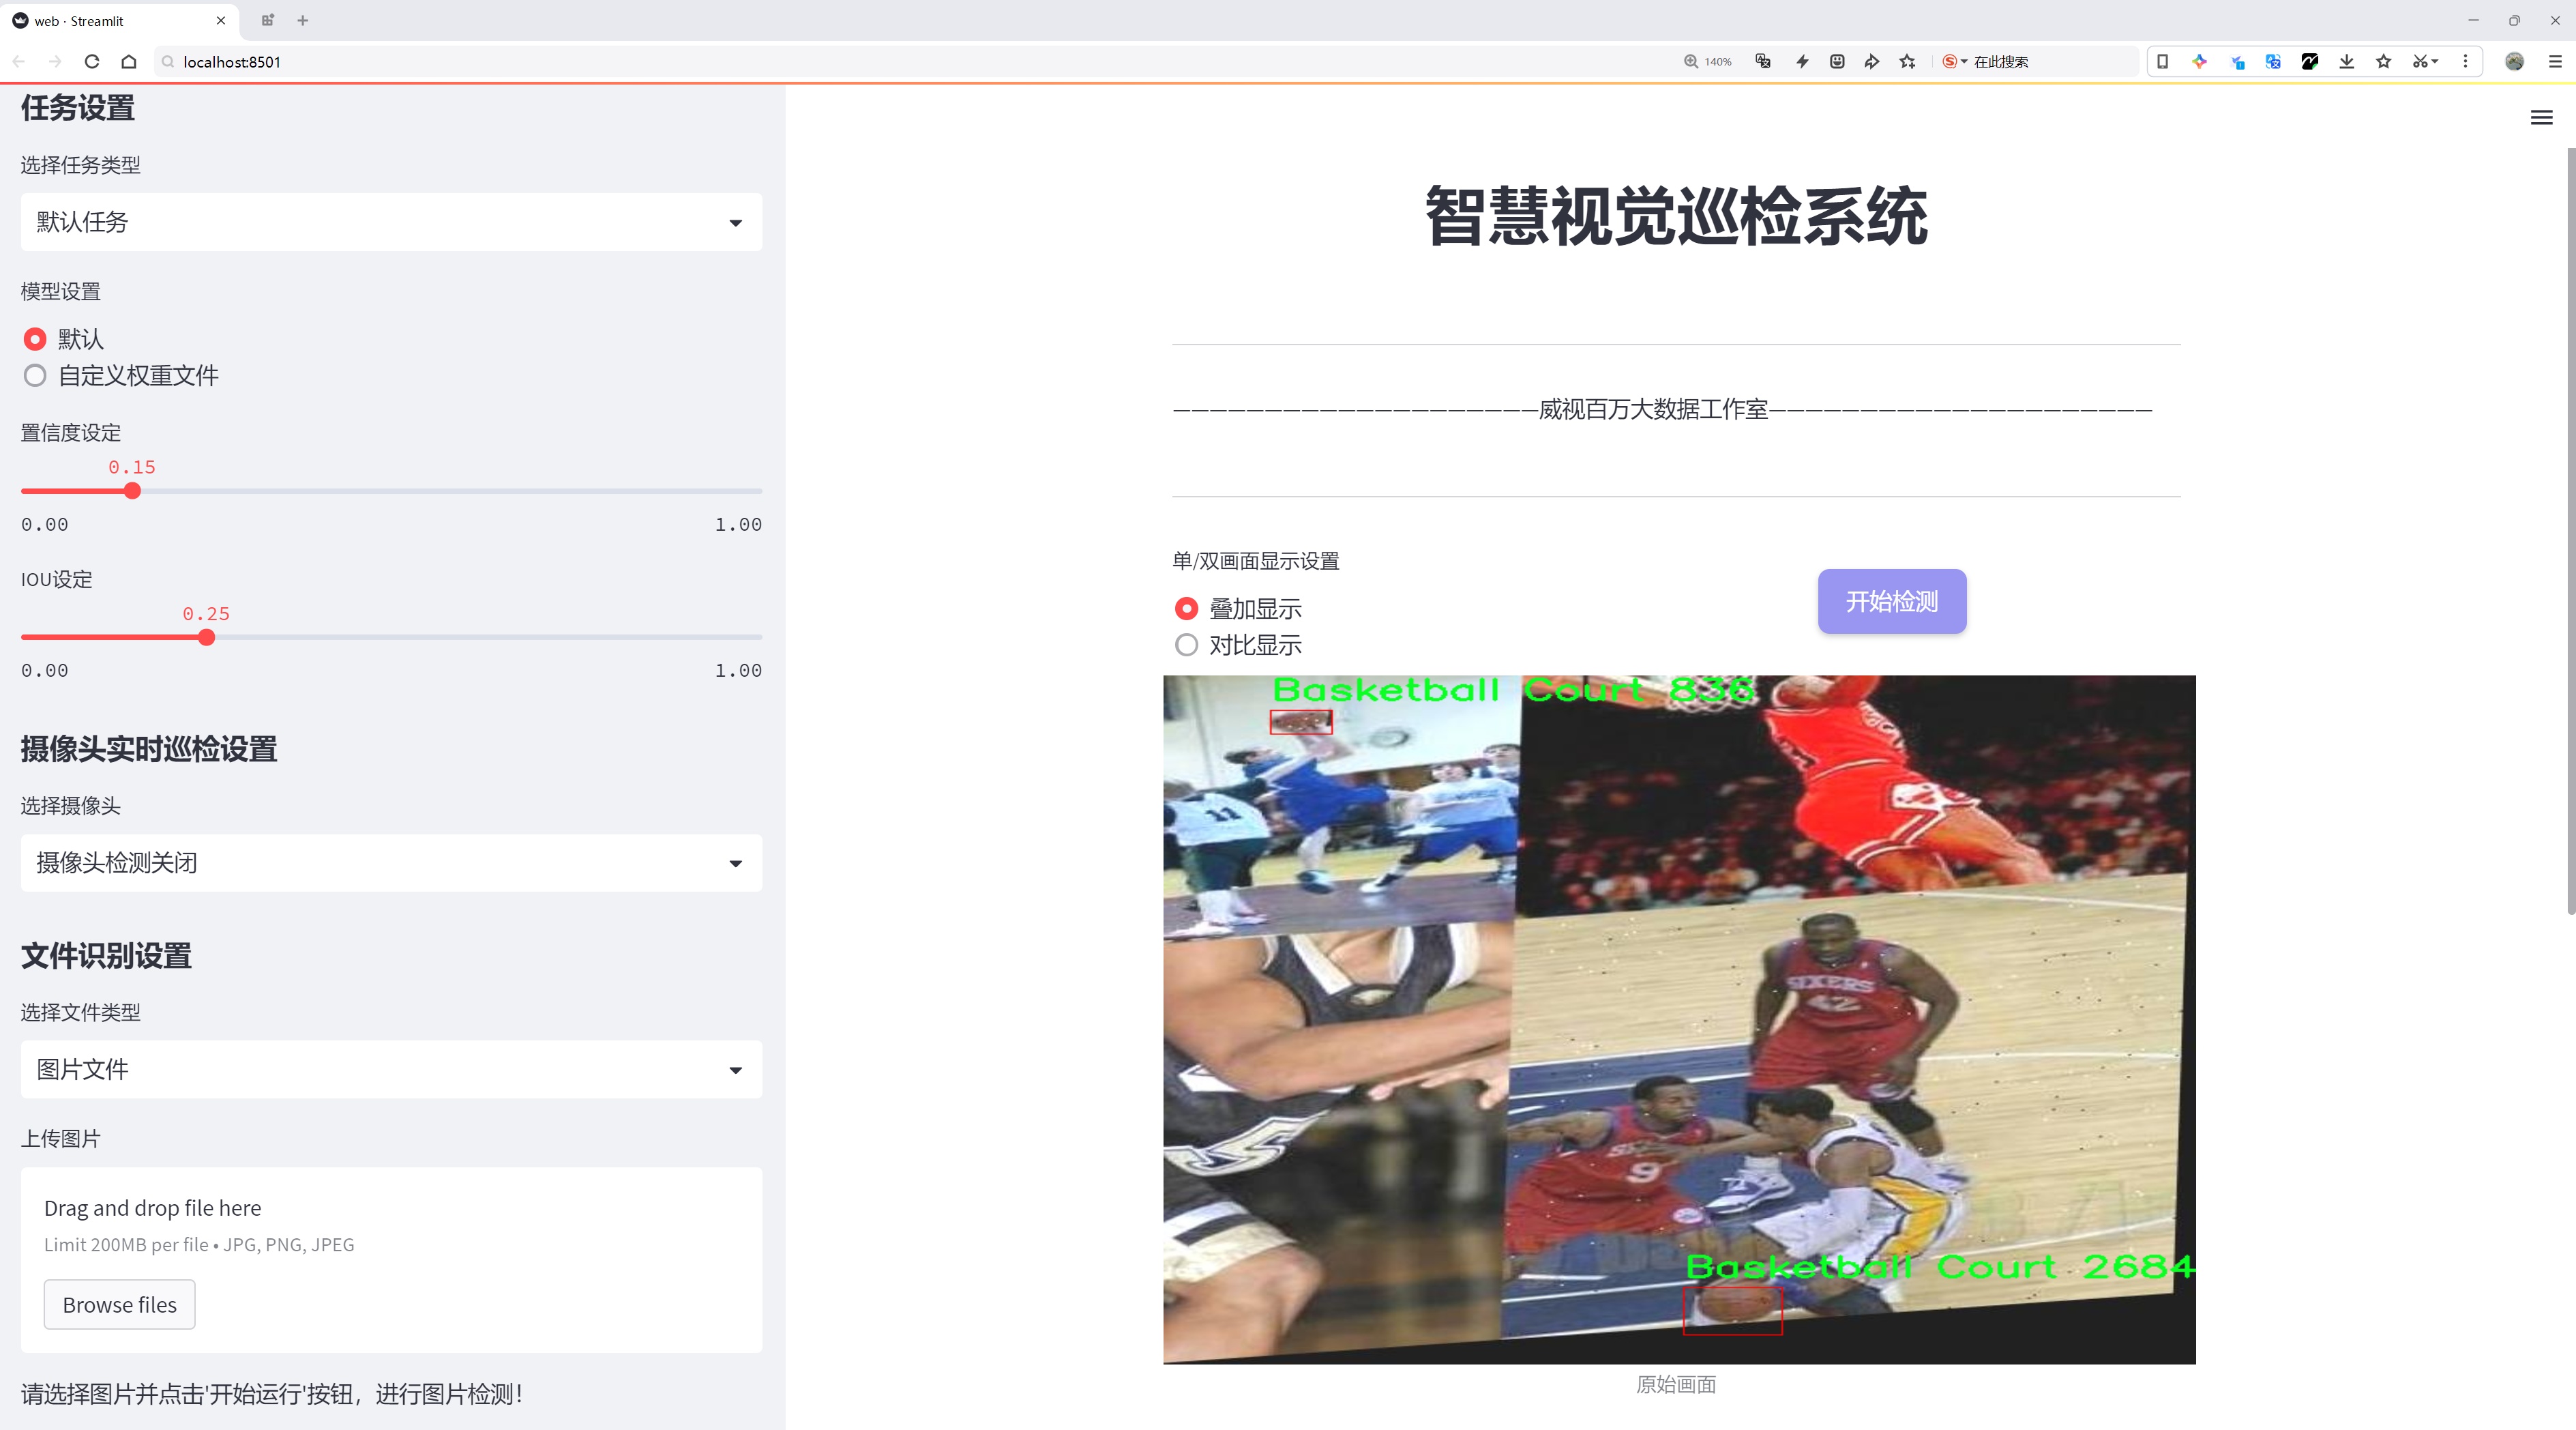 web · Streamlit
localhost:8501
140%
在此搜索
任务设置
选择任务类型
默认任务
模型设置
默认
自定义权重文件
置信度设定
0.15
0.00
1.00
IOU设定
0.25
0.00
1.00
摄像头实时巡检设置
选择摄像头
摄像头检测关闭
文件识别设置
选择文件类型
图片文件
上传图片
Drag and drop file here
Limit 200MB per file • JPG, PNG, JPEG
Browse files
请选择图片并点击'开始运行'按钮，进行图片检测！
智慧视觉巡检系统
—————————————————————威视百万大数据工作室——————————————————————
单/双画面显示设置
叠加显示
对比显示
开始检测
Basketball Court 836
11
SIXERS
42
9
Basketball Court 2684
原始画面